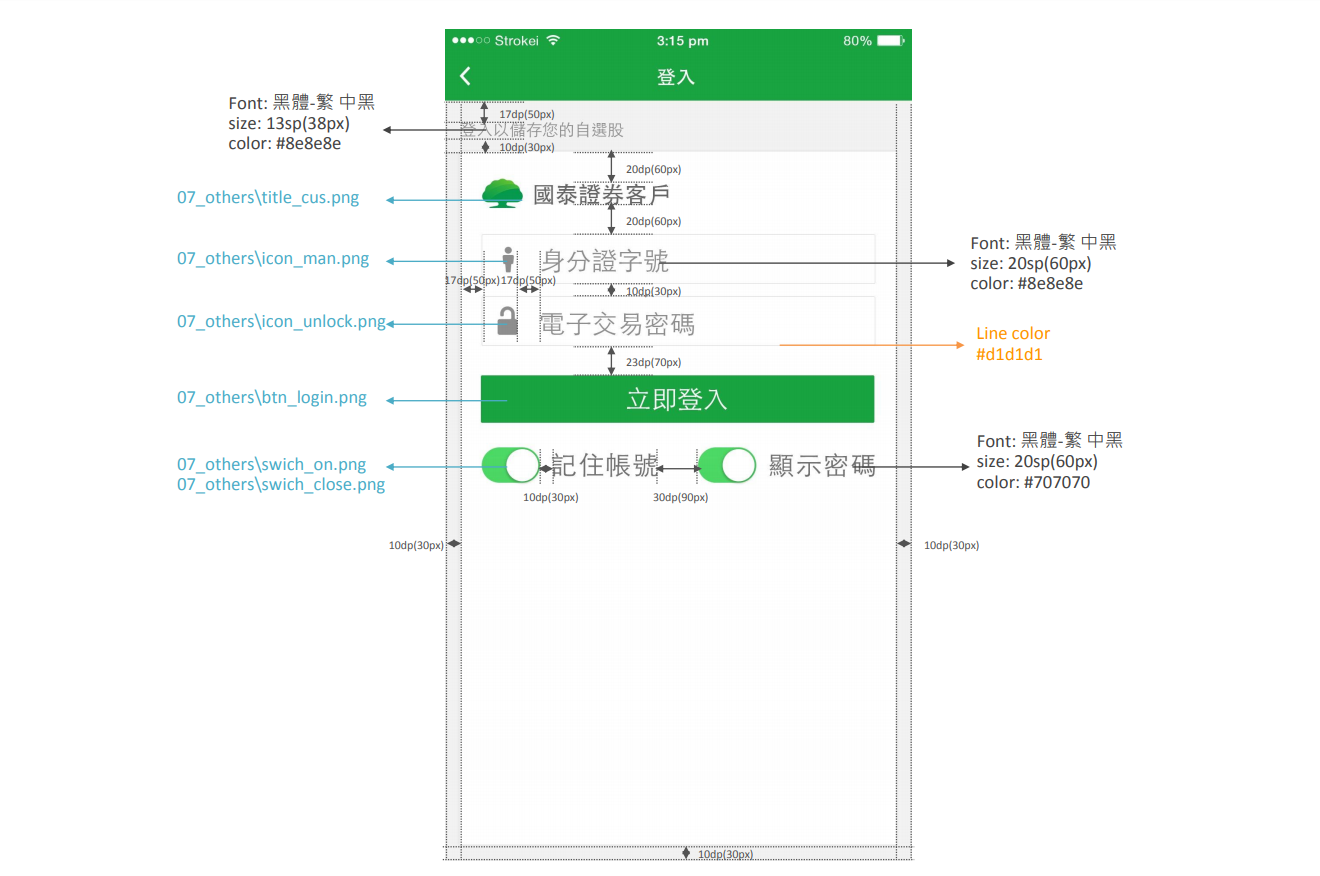 Strokei 3:15 pm 80%
登入
Font: 黑體-繁 中黑
size: 13sp(38px)
color: #8e8e8e
17dp(50px)
登入以儲存您的自選股
10dp(30px)
20dp(60px)
07_others\title_cus.png
國泰證券客戶
20dp(60px)
07_others\icon_man.png
身分證字號
Font: 黑體-繁 中黑
size: 20sp(60px)
color: #8e8e8e
17dp(50px)17dp(50px)
10dp(30px)
07_others\icon_unlock.png
電子交易密碼
Line color
#d1d1d1
23dp(70px)
07_others\btn_login.png
立即登入
07_others\swich_on.png
07_others\swich_close.png
記住帳號
顯示密碼
Font: 黑體-繁 中黑
size: 20sp(60px)
color: #707070
10dp(30px)
30dp(90px)
10dp(30px)
10dp(30px)
10dp(30px)